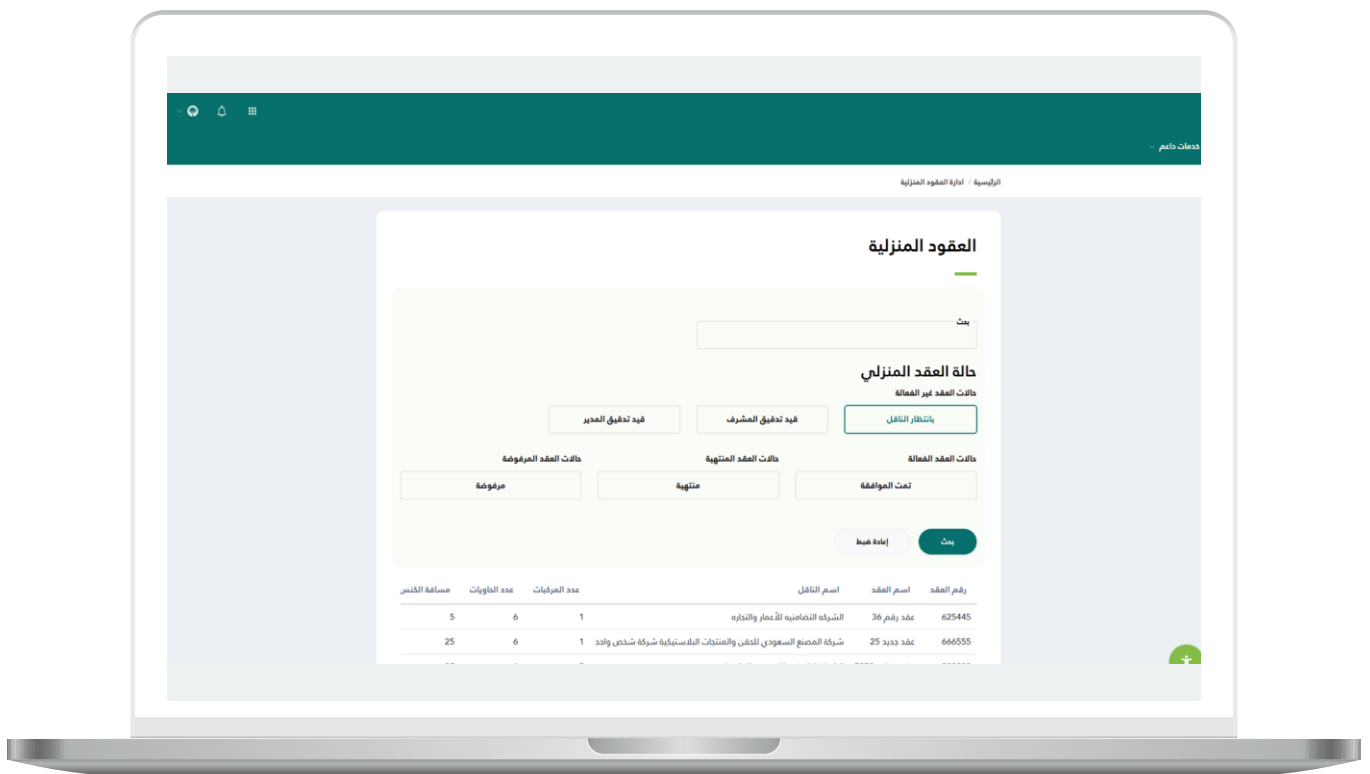 خدمات داعم
الرئيسية / ادارة العقود المنزلية
العقود المنزلية
بحث
حالة العقد المنزلي
حالات العقد غير الفعالة
بانتظار الناقل
قيد تدقيق المشرف
قيد تدقيق المدير
حالات العقد الفعالة
حالات العقد المنتهية
حالات العقد المرفوضة
تمت الموافقة
منتهية
مرفوضة
بحث
إعادة ضبط
رقم العقد اسم العقد اسم الناقل عدد المركبات عدد الحاويات مسافة الكنس
625445 عقد رقم 36 الشركه التضامنيه للأعمار والتجاره 1 6 5
666555 عقد جديد 25 شركة المصنع السعودي للحقن والمنتجات البلاستيكية شركة شخص واحد 1 6 25